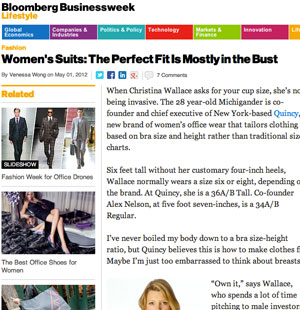 Bloomberg Businessweek
Lifestyle
Global Economics
Companies & Industries
Politics & Policy
Technology
Markets & Finance
Innovation
Life
Fashion
Women's Suits: The Perfect Fit Is Mostly in the Bust
By Venessa Wong on May 01, 2012
7 Comments
Related
SLIDESHOW
Fashion Week for Office Drones
The Best Office Shoes for Women
When Christina Wallace asks for your cup size, she's no
being invasive. The 28 year-old Michigander is co-
founder and chief executive of New York-based Quincy,
new brand of women's office wear that tailors clothing
based on bra size and height rather than traditional size
charts.
Six feet tall without her customary four-inch heels,
Wallace normally wears a size six or eight, depending o
the brand. At Quincy, she is a 36A/B Tall. Co-founder
Alex Nelson, at five foot seven-inches, is a 34A/B
Regular.
I've never boiled my body down to a bra size-height
ratio, but Quincy believes this is how to make clothes fi
Maybe I'm just too embarrassed to think about breasts
"Own it," says Wallace,
who spends a lot of time
pitching to male investor